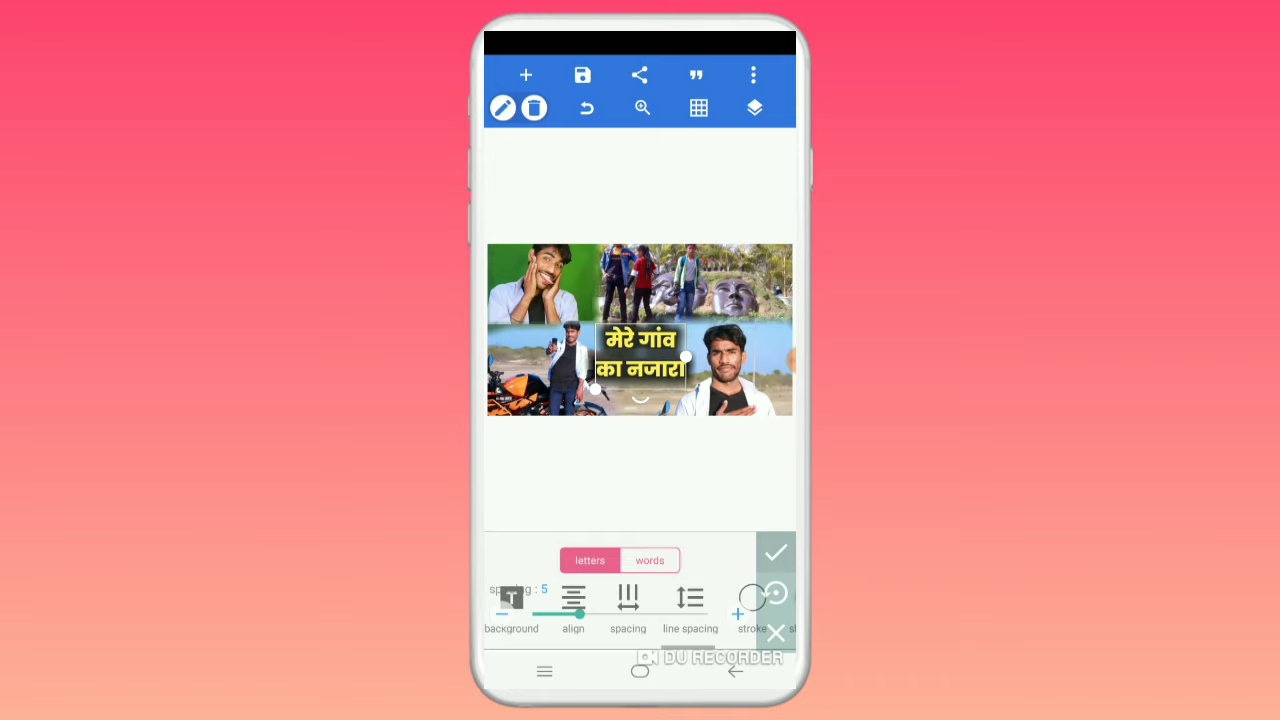 मेरे गांव
का नजारा
letters words
spacing : 5
background align spacing line spacing stroke
DU RECORDER